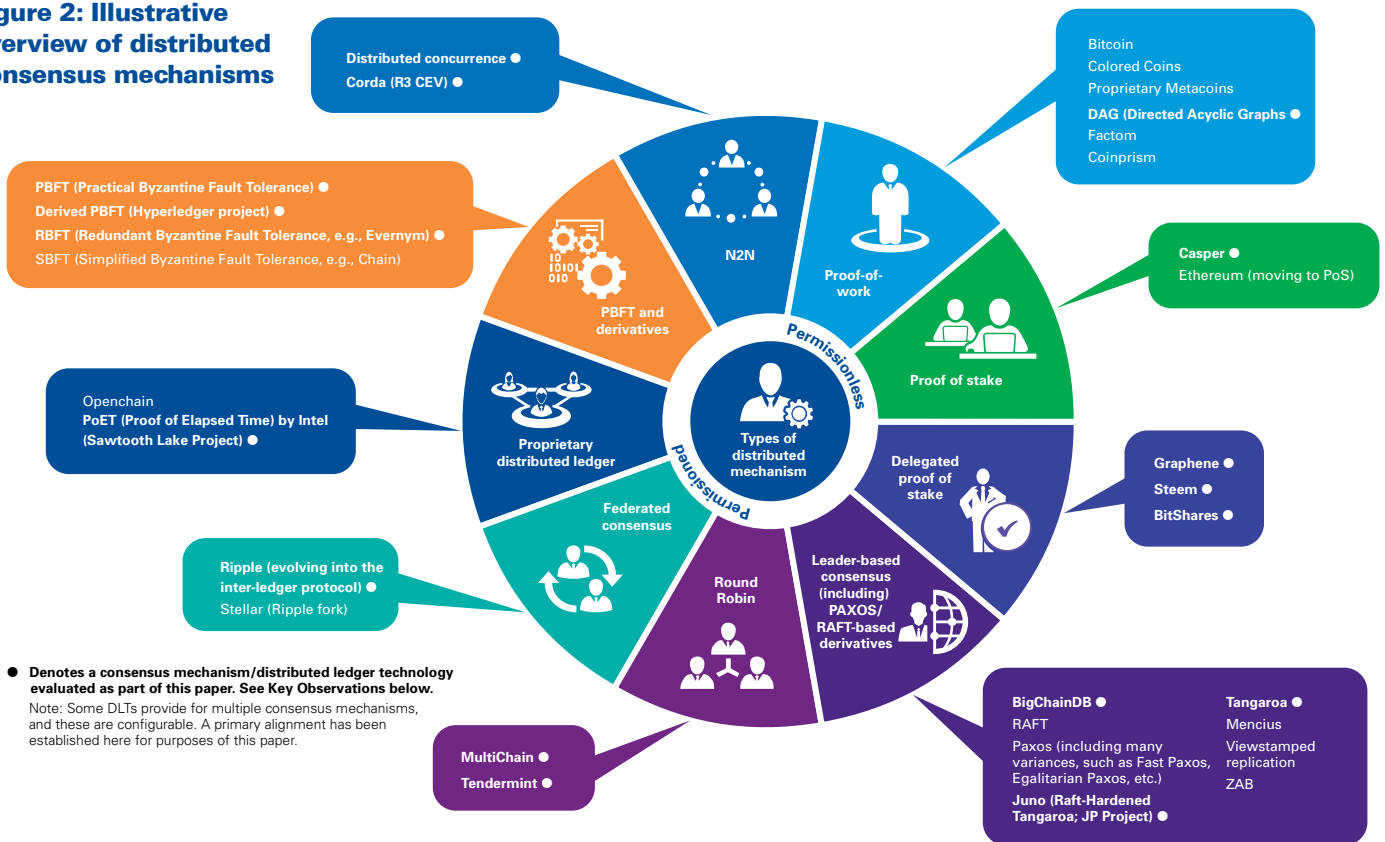 gure 2: Illustrative
verview of distributed
onsensus mechanisms
Distributed concurrence ●
Corda (R3 CEV) ●
Bitcoin
Colored Coins
Proprietary Metacoins
DAG (Directed Acyclic Graphs ●
Factom
Coinprism
PBFT (Practical Byzantine Fault Tolerance) ●
Derived PBFT (Hyperledger project) ●
RBFT (Redundant Byzantine Fault Tolerance, e.g., Evernym) ●
SBFT (Simplified Byzantine Fault Tolerance, e.g., Chain)
Casper ●
Ethereum (moving to PoS)
Openchain
PoET (Proof of Elapsed Time) by Intel
(Sawtooth Lake Project) ●
Graphene ●
Steem ●
BitShares ●
Ripple (evolving into the
inter-ledger protocol) ●
Stellar (Ripple fork)
MultiChain ●
Tendermint ●
BigChainDB ●
RAFT
Paxos (including many
variances, such as Fast Paxos,
Egalitarian Paxos, etc.)
Juno (Raft-Hardened
Tangaroa; JP Project) ●
Tangaroa ●
Mencius
Viewstamped
replication
ZAB
N2N
Proof-of-
work
Proof of stake
Delegated
proof of
stake
Leader-based
consensus
(including)
PAXOS/
RAFT-based
derivatives
Round
Robin
Federated
consensus
Proprietary
distributed ledger
PBFT and
derivatives
10
10101
010
Permissionless
Permissioned
Types of
distributed
mechanism
● Denotes a consensus mechanism/distributed ledger technology
evaluated as part of this paper. See Key Observations below.
Note: Some DLTs provide for multiple consensus mechanisms,
and these are configurable. A primary alignment has been
established here for purposes of this paper.